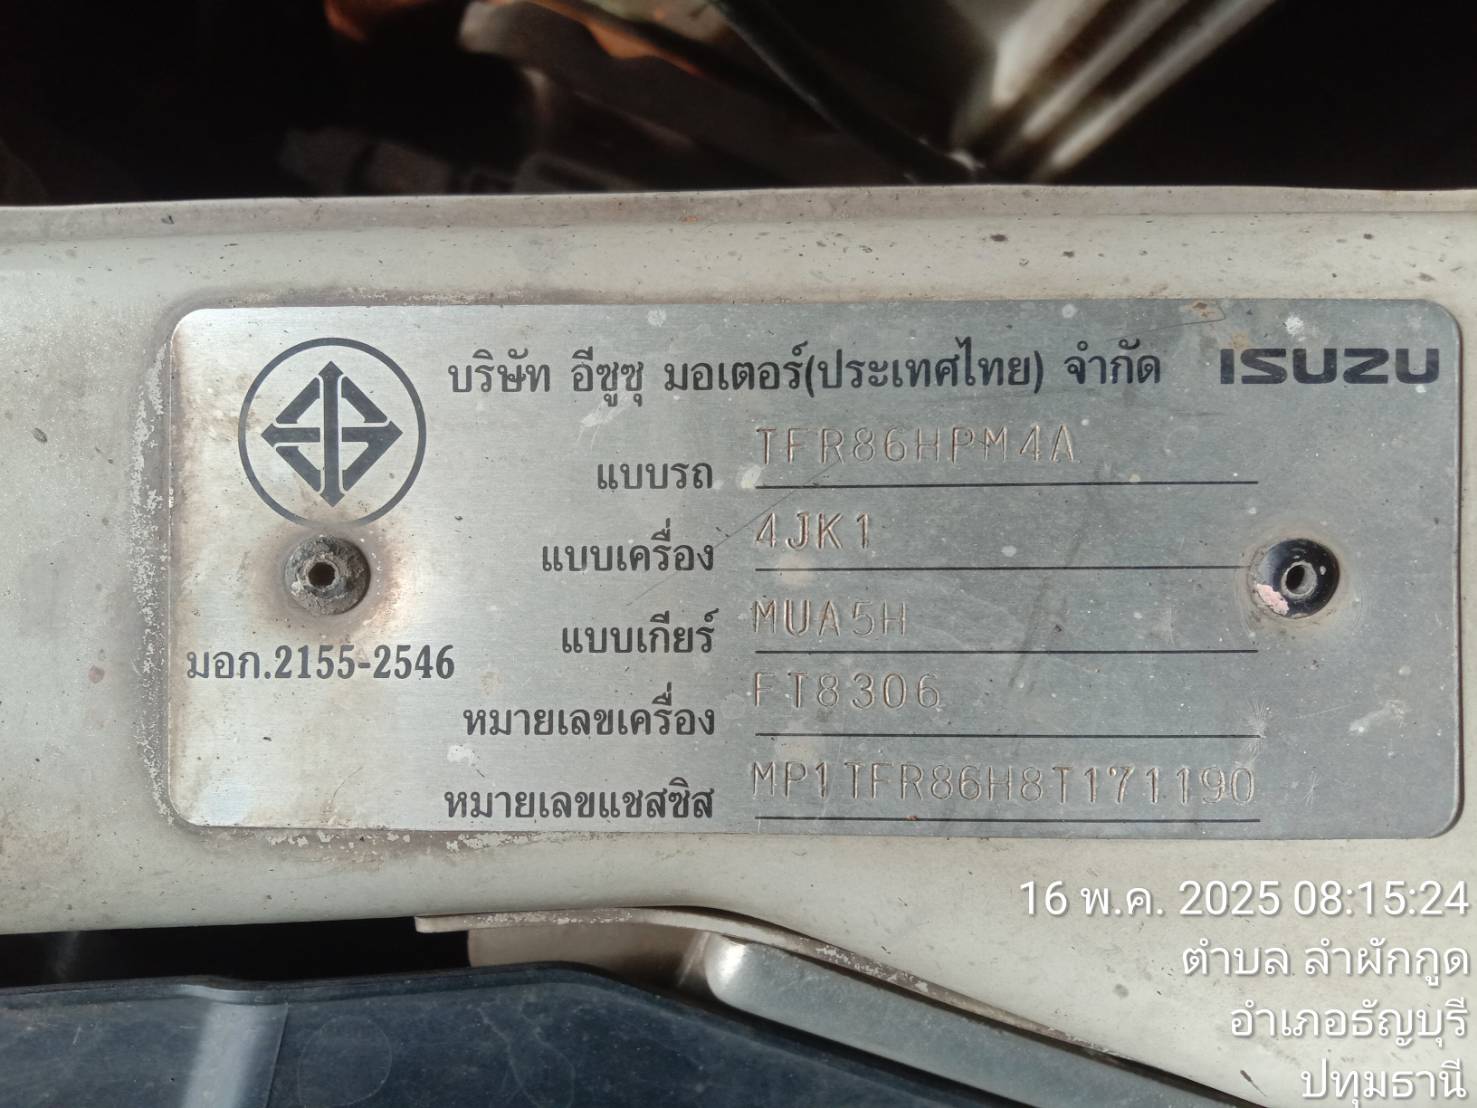 บริษัท อีซูซุ มอเตอร์(ประเทศไทย) จำกัด ISUZU
แบบรถ TFR86HPM4A
แบบเครื่อง 4JK1
แบบเกียร์ MUA5H
มอก.2155-2546
หมายเลขเครื่อง FT8306
หมายเลขแชสซิส MP1TFR86H8T171190
16 พ.ค. 2025 08:15:24
ตำบล ลำผักกูด
อำเภอธัญบุรี
ปทุมธานี